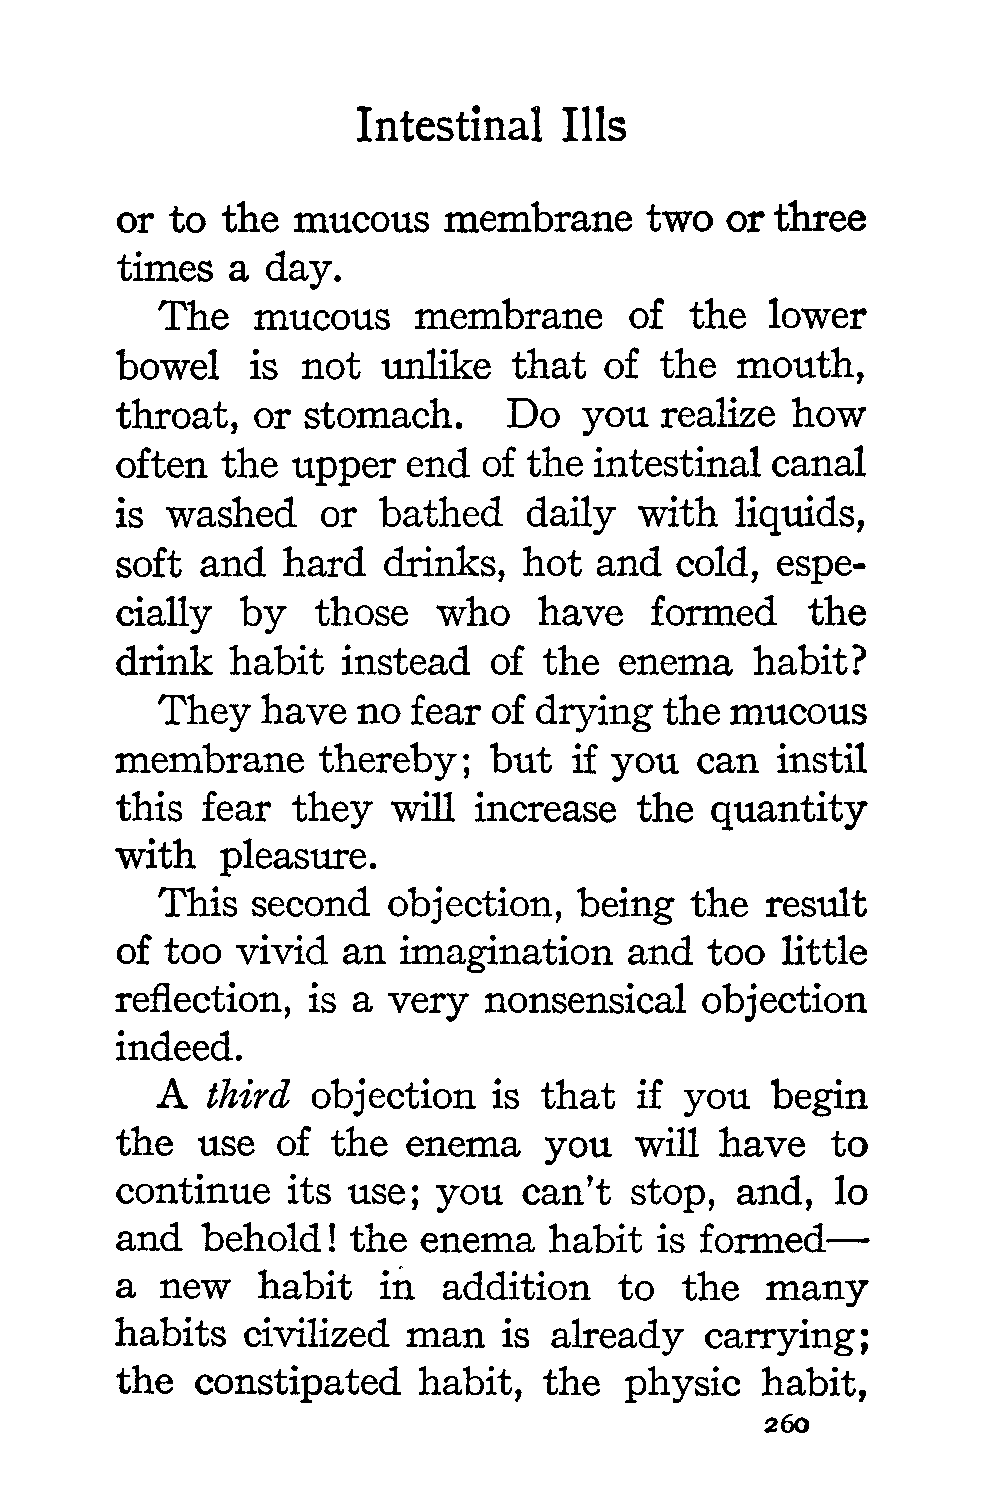 Intestinal Ills
or to the mucous membrane two or three
times a day.
The mucous membrane of the lower
bowel is not unlike that of the mouth,
throat, or stomach. Do you realize how
often the upper end of the intestinal canal
is washed or bathed daily with liquids,
soft and hard drinks, hot and cold, espe-
cially by those who have formed the
drink habit instead of the enema habit?
They have no fear of drying the mucous
membrane thereby; but if you can instil
this fear they will increase the quantity
with pleasure.
This second objection, being the result
of too vivid an imagination and too little
reflection, is a very nonsensical objection
indeed.
A third objection is that if you begin
the use of the enema you will have to
continue its use; you can't stop, and, lo
and behold! the enema habit is formed—
a new habit in addition to the many
habits civilized man is already carrying;
the constipated habit, the physic habit,
260